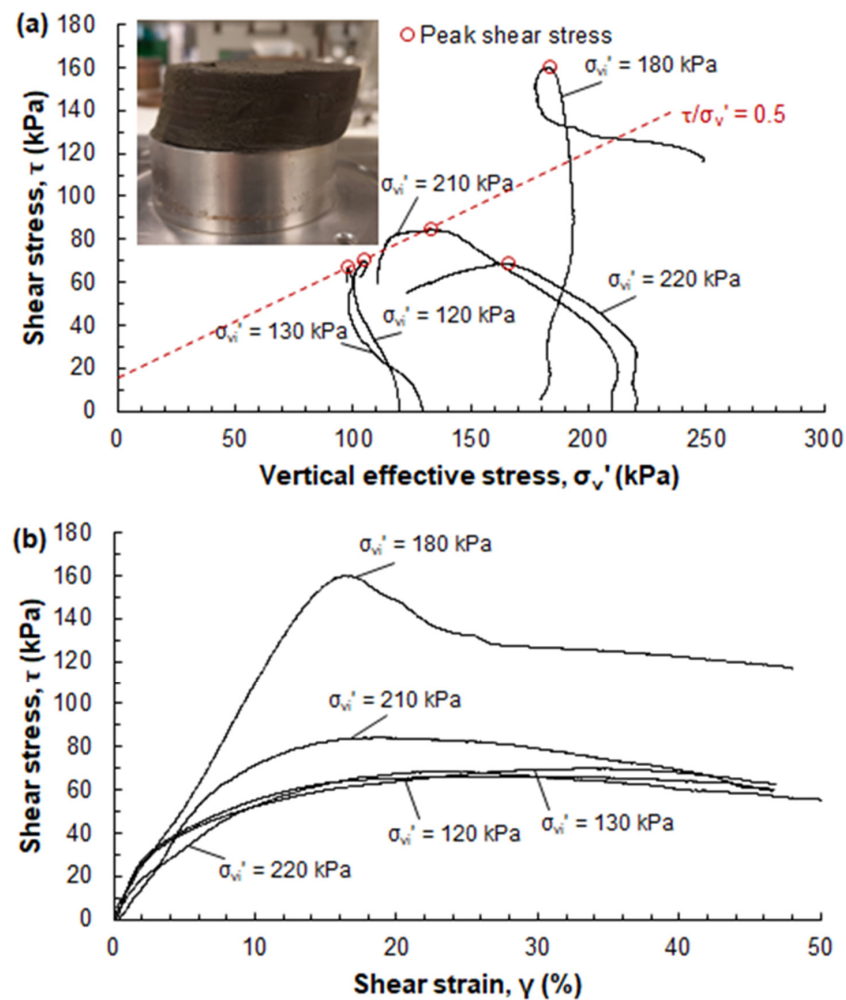 (a)
180
160
140
120
100
80
60
40
20
0
Shear stress, τ (kPa)
Peak shear stress
σvi' = 180 kPa
τ/σv' = 0.5
σvi' = 210 kPa
σvi' = 220 kPa
σvi' = 130 kPa
σvi' = 120 kPa
0 50 100 150 200 250 300
Vertical effective stress, σv' (kPa)
(b)
180
160
140
120
100
80
60
40
20
0
Shear stress, τ (kPa)
σvi' = 180 kPa
σvi' = 210 kPa
σvi' = 130 kPa
σvi' = 120 kPa
σvi' = 220 kPa
0 10 20 30 40 50
Shear strain, γ (%)